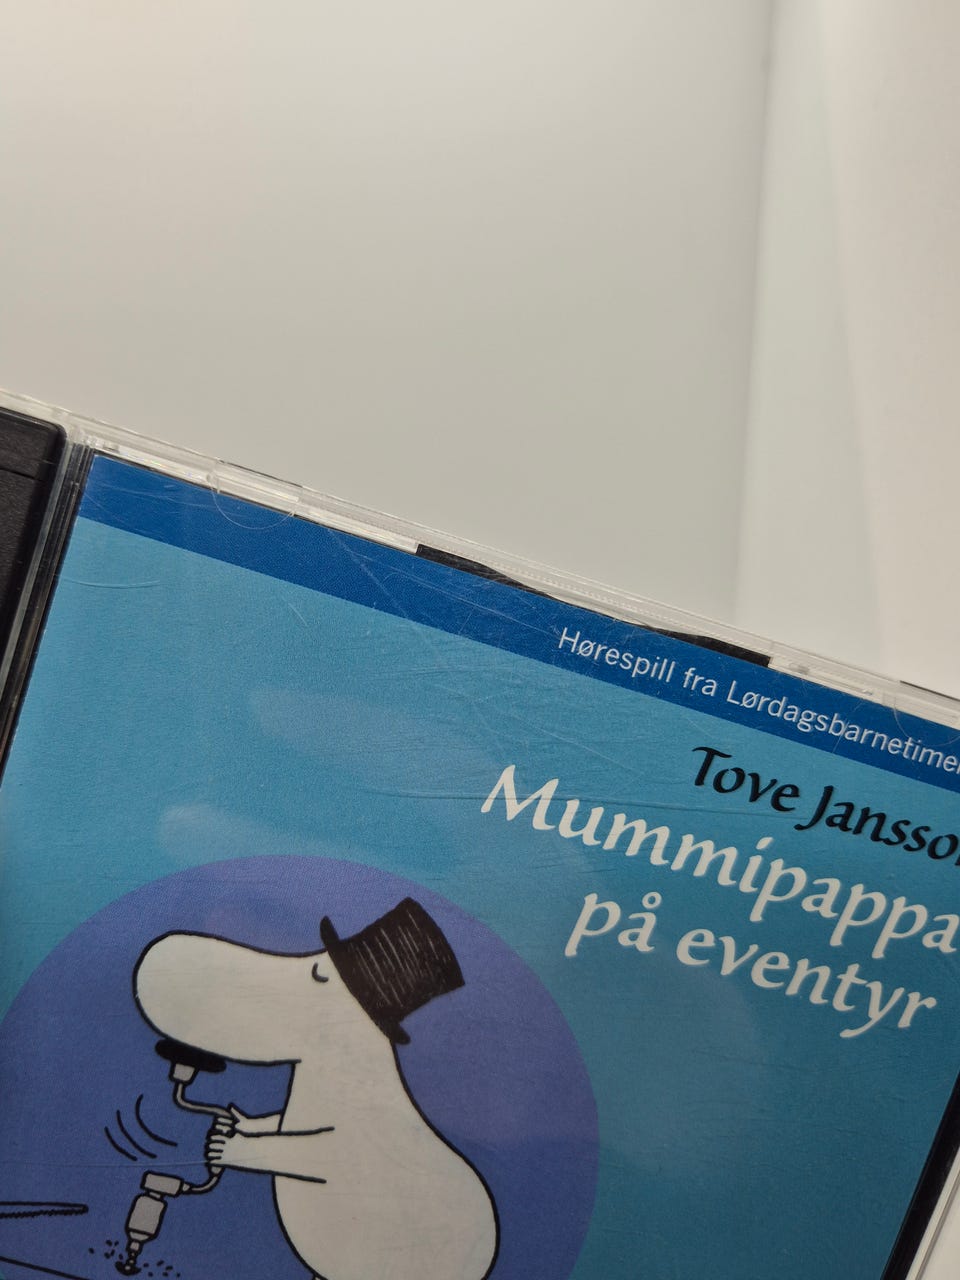 Hørespill fra Lørdagsbarnetimen
Tove Jansson
Mummipappa
på eventyr